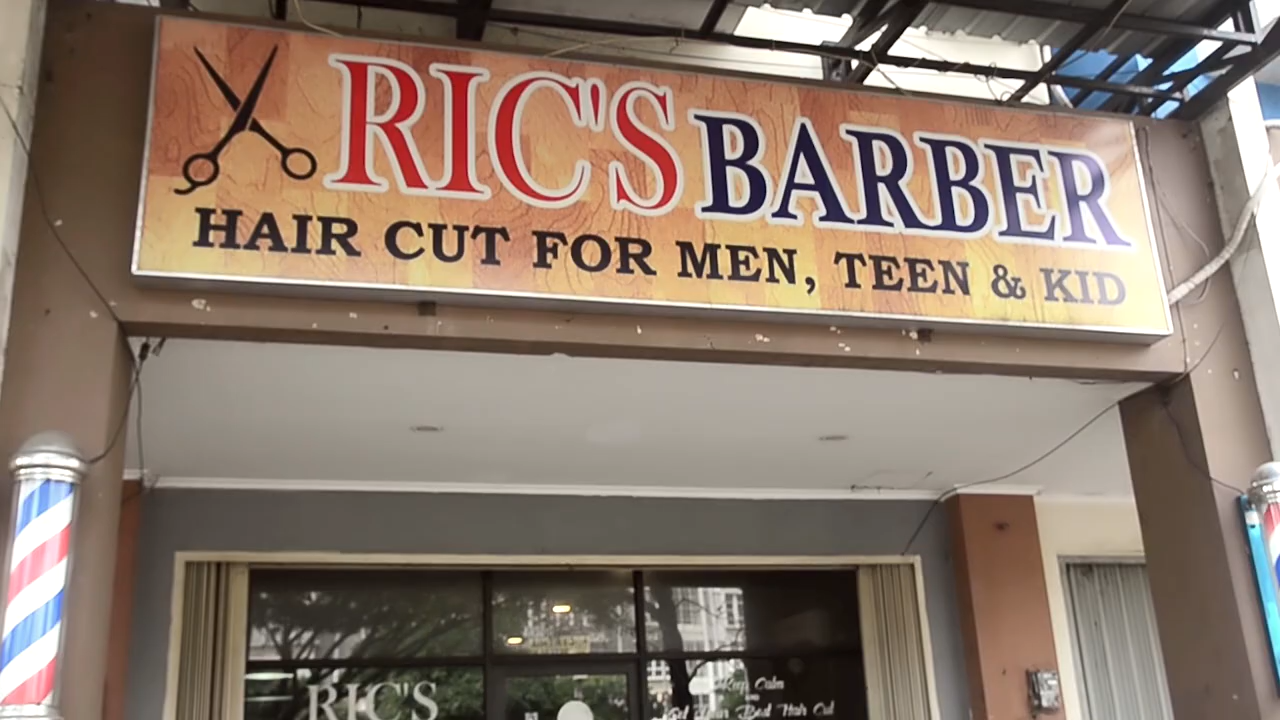 RIC'S BARBER
HAIR CUT FOR MEN, TEEN & KID
RIC'S
Keep Calm
Get Your Best Hair Cut